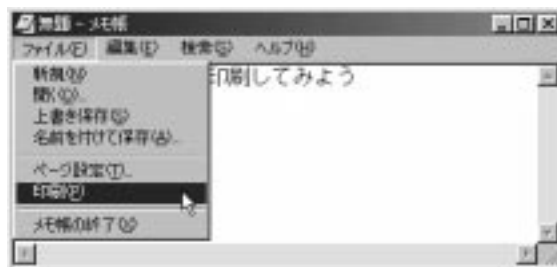 無題 - メモ帳
ファイル(F) 編集(E) 検索(S) ヘルプ(H)
印刷してみよう
新規(N)
開く(O)...
上書き保存(S)
名前を付けて保存(A)...
ページ設定(T)...
印刷(P)
メモ帳の終了(X)